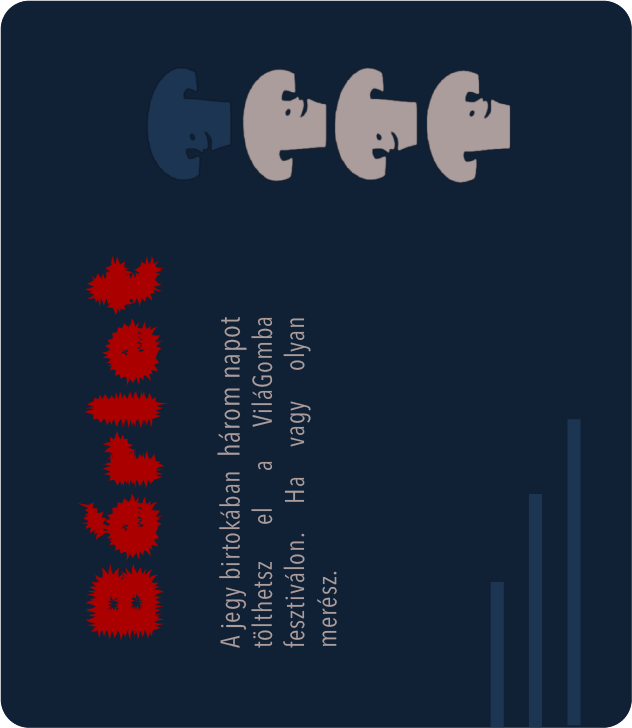 Bérlet
A jegy birtokában három napot
tölthetsz el a ViláGomba
fesztiválon. Ha vagy olyan
merész.